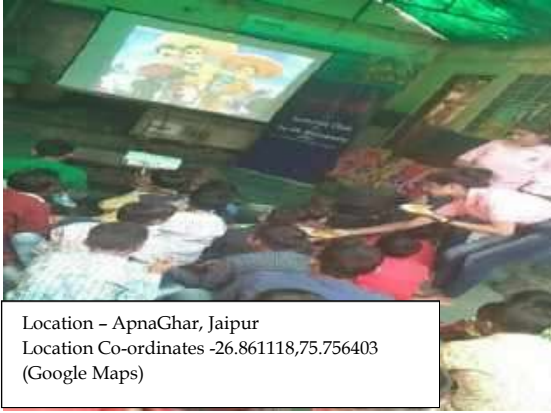 Location – ApnaGhar, Jaipur
Location Co-ordinates -26.861118,75.756403
(Google Maps)